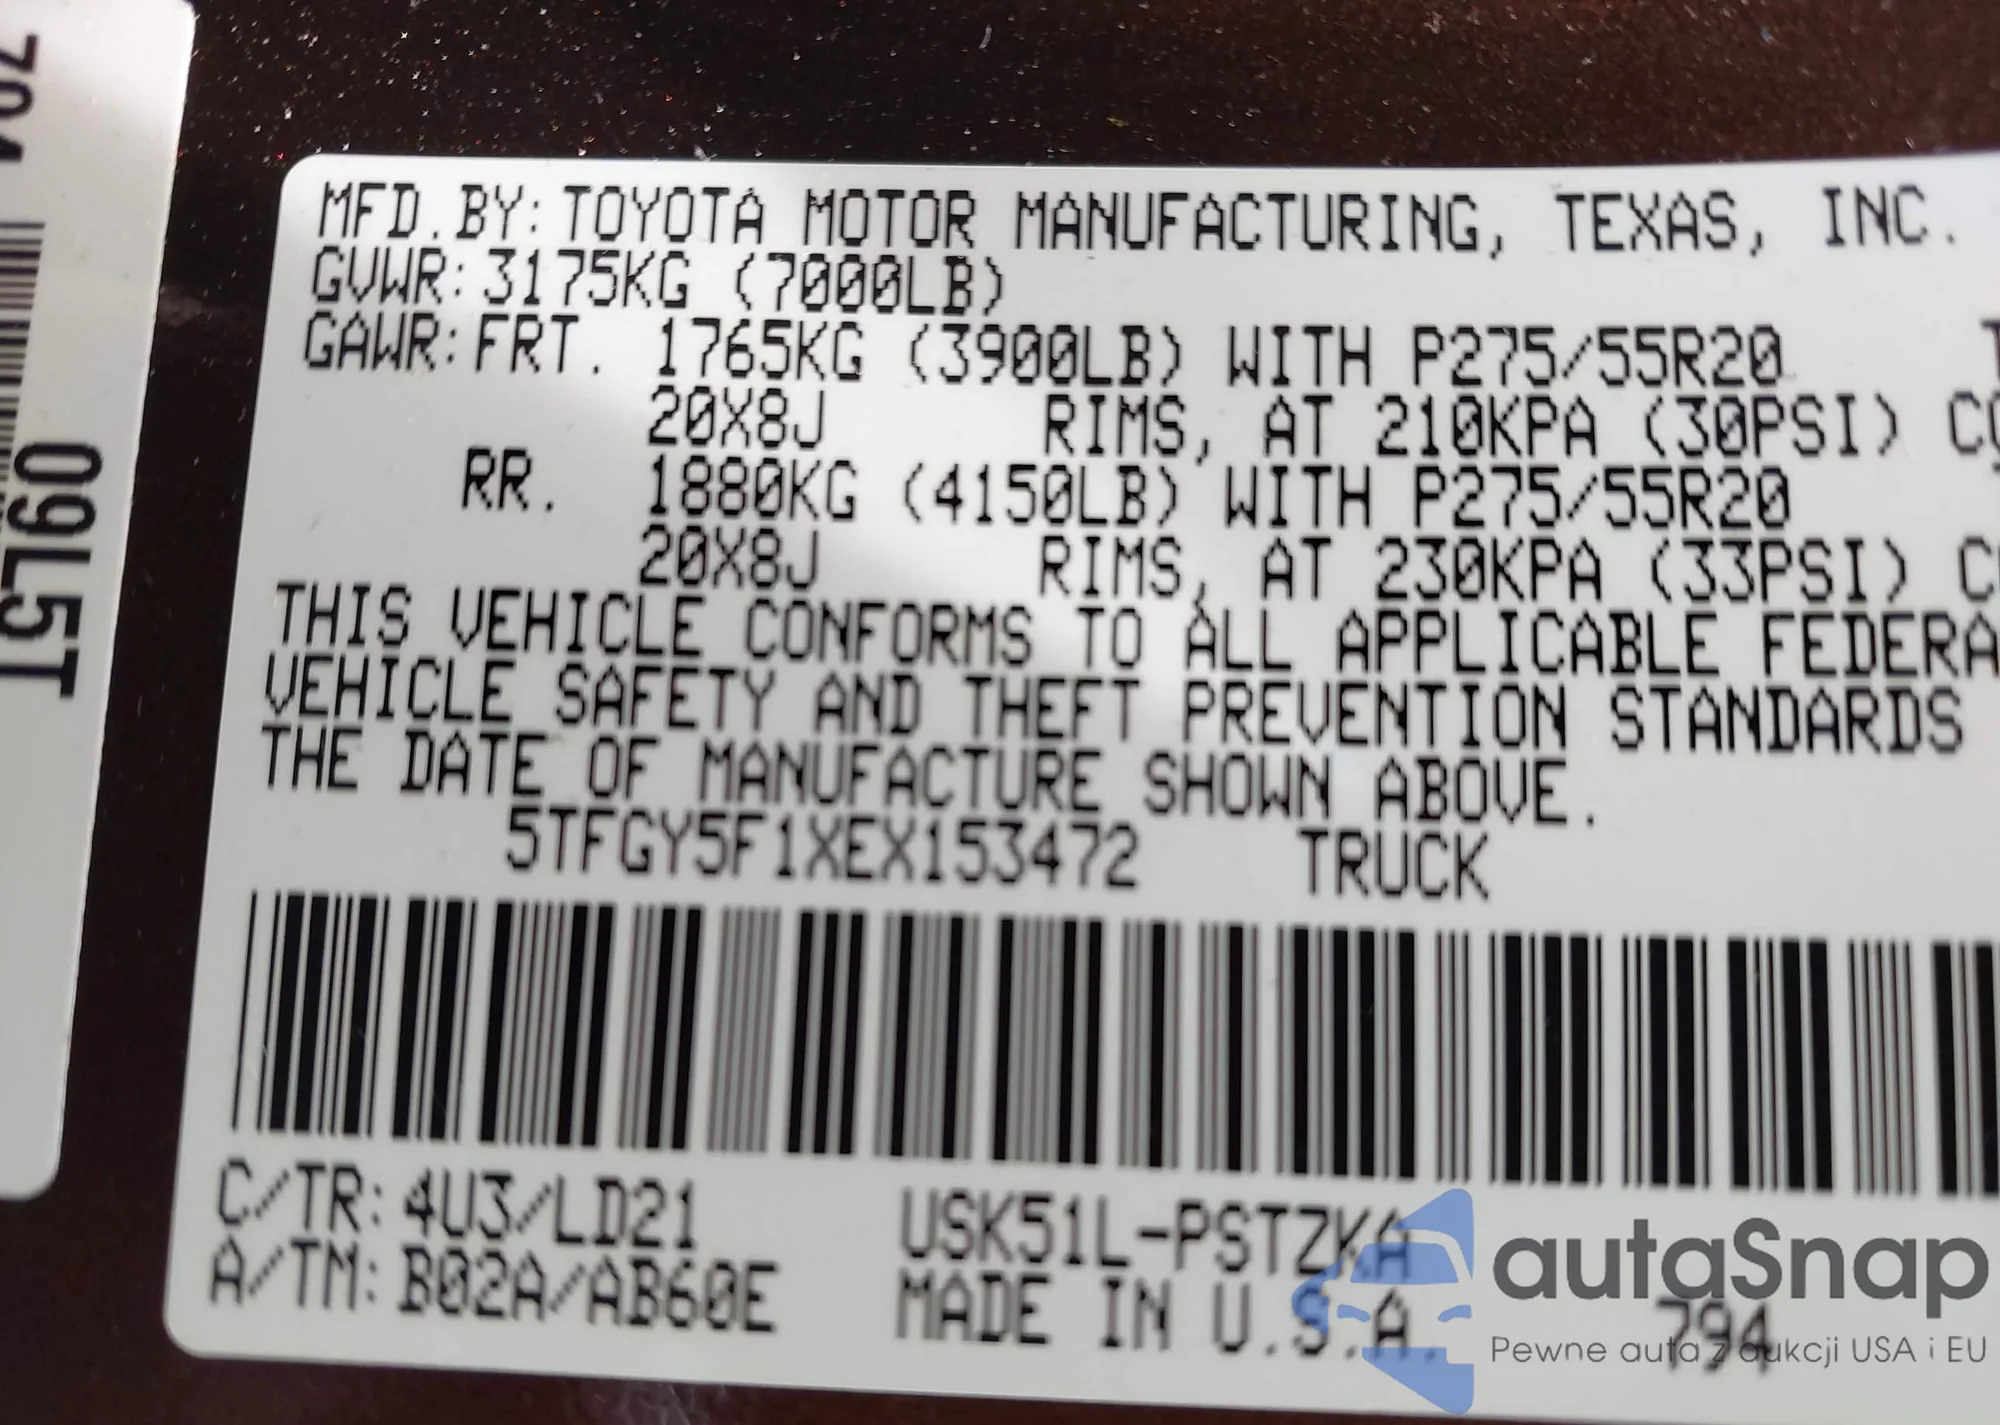 MFD.BY: TOYOTA MOTOR MANUFACTURING, TEXAS, INC.
GVWR: 3175KG (7000LB)
GAWR: FRT. 1765KG (3900LB) WITH P275/55R20
20X8J RIMS, AT 210KPA (30PSI)
RR. 1880KG (4150LB) WITH P275/55R20
20X8J RIMS, AT 230KPA (33PSI)
THIS VEHICLE CONFORMS TO ALL APPLICABLE FEDERA
VEHICLE SAFETY AND THEFT PREVENTION STANDARDS
THE DATE OF MANUFACTURE SHOWN ABOVE.
5TFGY5F1XEX153472 TRUCK
C/TR: 4U3/LD21 USK51L-PSTZKA
A/TM: B02A/AB60E MADE IN U.S.A. 794
09L5T
autaSnap
Pewne auta z aukcji USA i EU